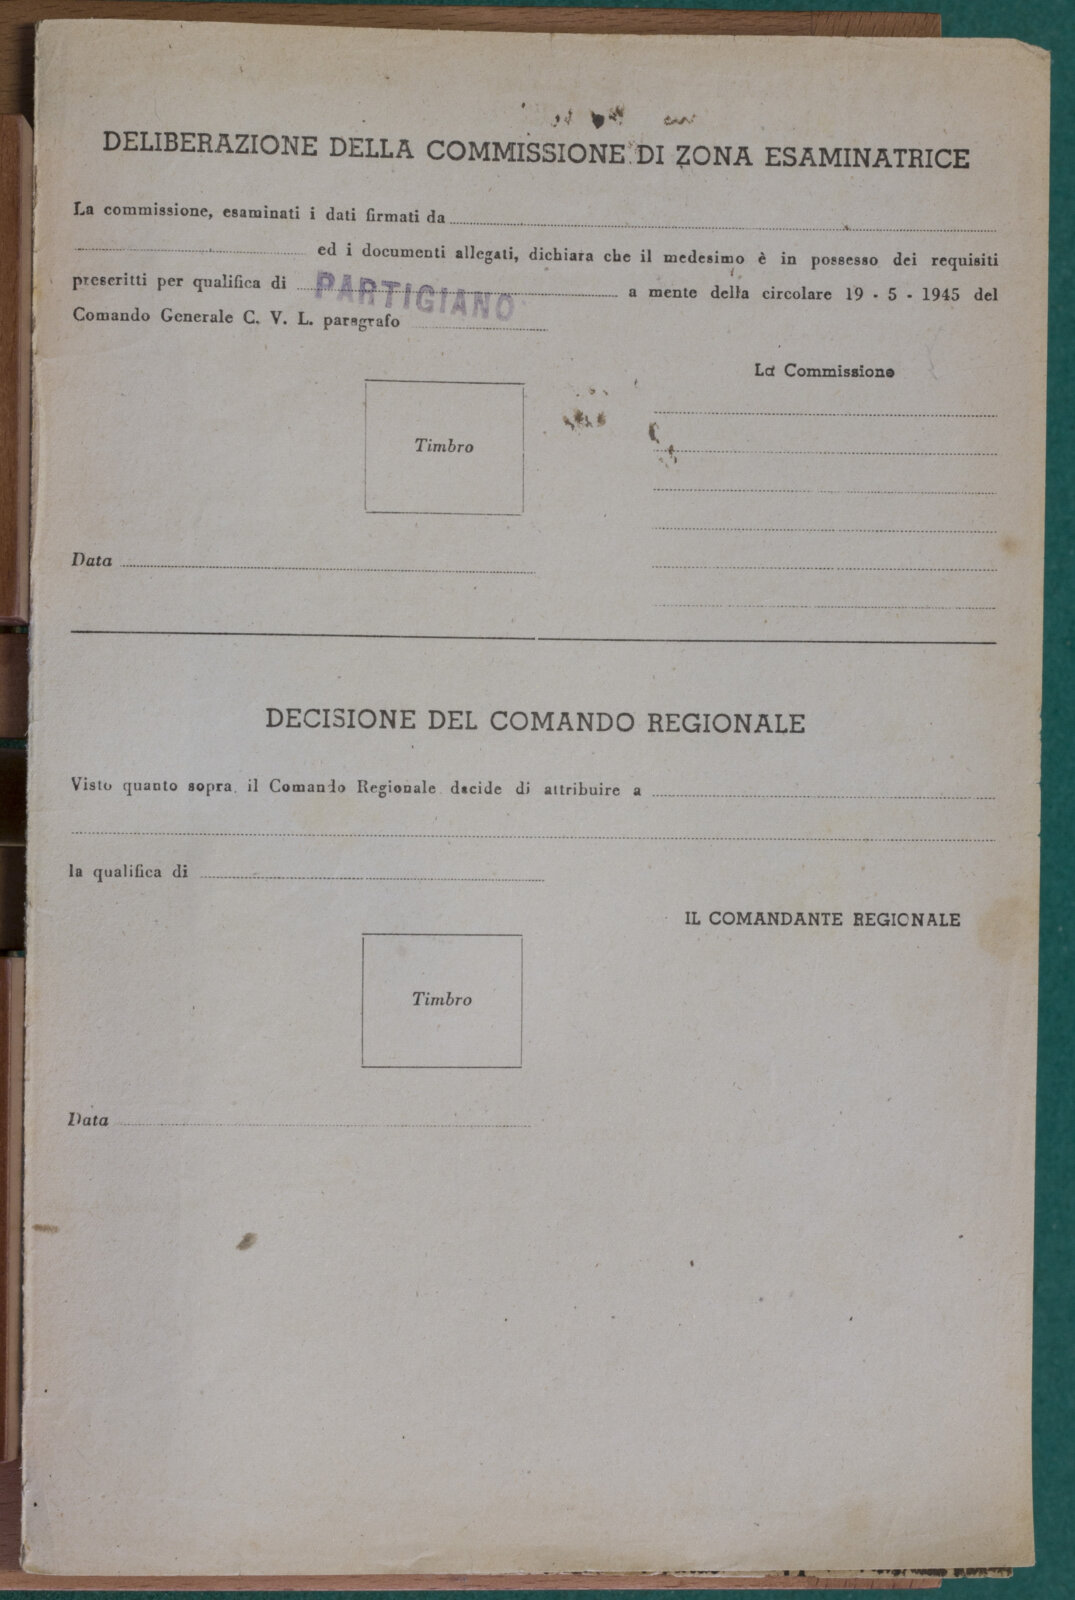 DELIBERAZIONE DELLA COMMISSIONE DI ZONA ESAMINATRICE
La commissione, esaminati i dati firmati da
ed i documenti allegati, dichiara che il medesimo è in possesso dei requisiti
prescritti per qualifica di PARTIGIANO a mente della circolare 19 - 5 - 1945 del
Comando Generale C. V. L. paragrafo
La Commissione
Timbro
Data
DECISIONE DEL COMANDO REGIONALE
Visto quanto sopra, il Comando Regionale decide di attribuire a
la qualifica di
IL COMANDANTE REGIONALE
Timbro
Data